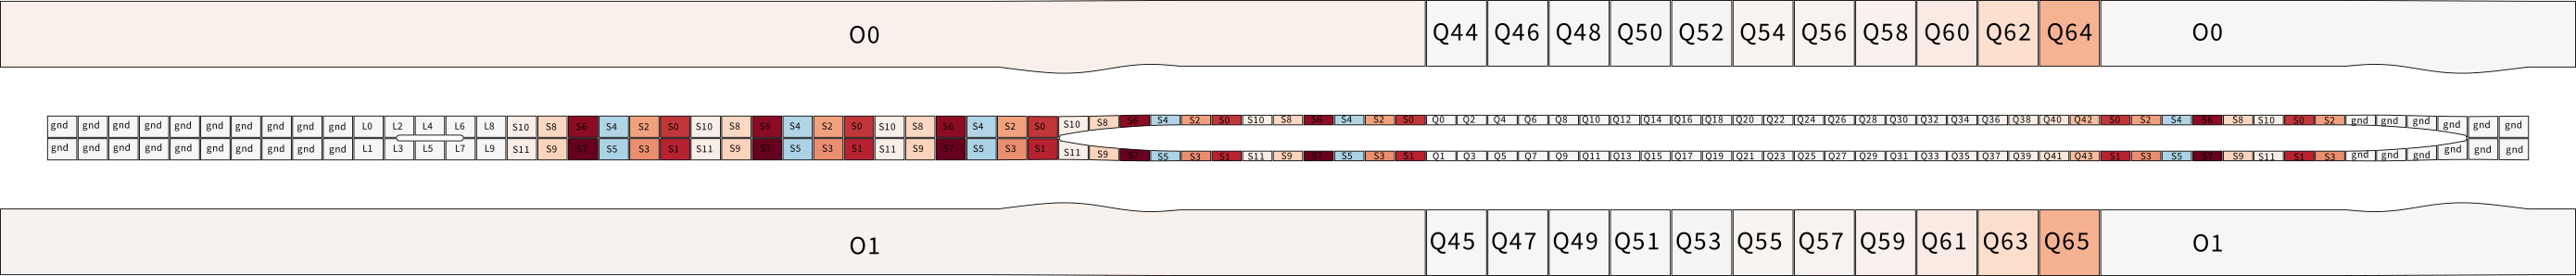 O0 Q44 Q46 Q48 Q50 Q52 Q54 Q56 Q58 Q60 Q62 Q64 O0
gnd gnd gnd gnd gnd gnd gnd gnd gnd gnd L0 L2 L4 L6 L8 S10 S8 S6 S4 S2 S0 S10 S8 S6 S4 S2 S0 S10 S8 S6 S4 S2 S0 S10 S8 S6 S4 S2 S0 S10 S8 S6 S4 S2 S0 Q0 Q2 Q4 Q6 Q8 Q10 Q12 Q14 Q16 Q18 Q20 Q22 Q24 Q26 Q28 Q30 Q32 Q34 Q36 Q38 Q40 Q42 S0 S2 S4 S6 S8 S10 S0 S2 gnd gnd gnd gnd gnd gnd
gnd gnd gnd gnd gnd gnd gnd gnd gnd gnd L1 L3 L5 L7 L9 S11 S9 S7 S5 S3 S1 S11 S9 S7 S5 S3 S1 S11 S9 S7 S5 S3 S1 S11 S9 S7 S5 S3 S1 S11 S9 S7 S5 S3 S1 Q1 Q3 Q5 Q7 Q9 Q11 Q13 Q15 Q17 Q19 Q21 Q23 Q25 Q27 Q29 Q31 Q33 Q35 Q37 Q39 Q41 Q43 S1 S3 S5 S7 S9 S11 S1 S3 gnd gnd gnd gnd gnd gnd
O1 Q45 Q47 Q49 Q51 Q53 Q55 Q57 Q59 Q61 Q63 Q65 O1